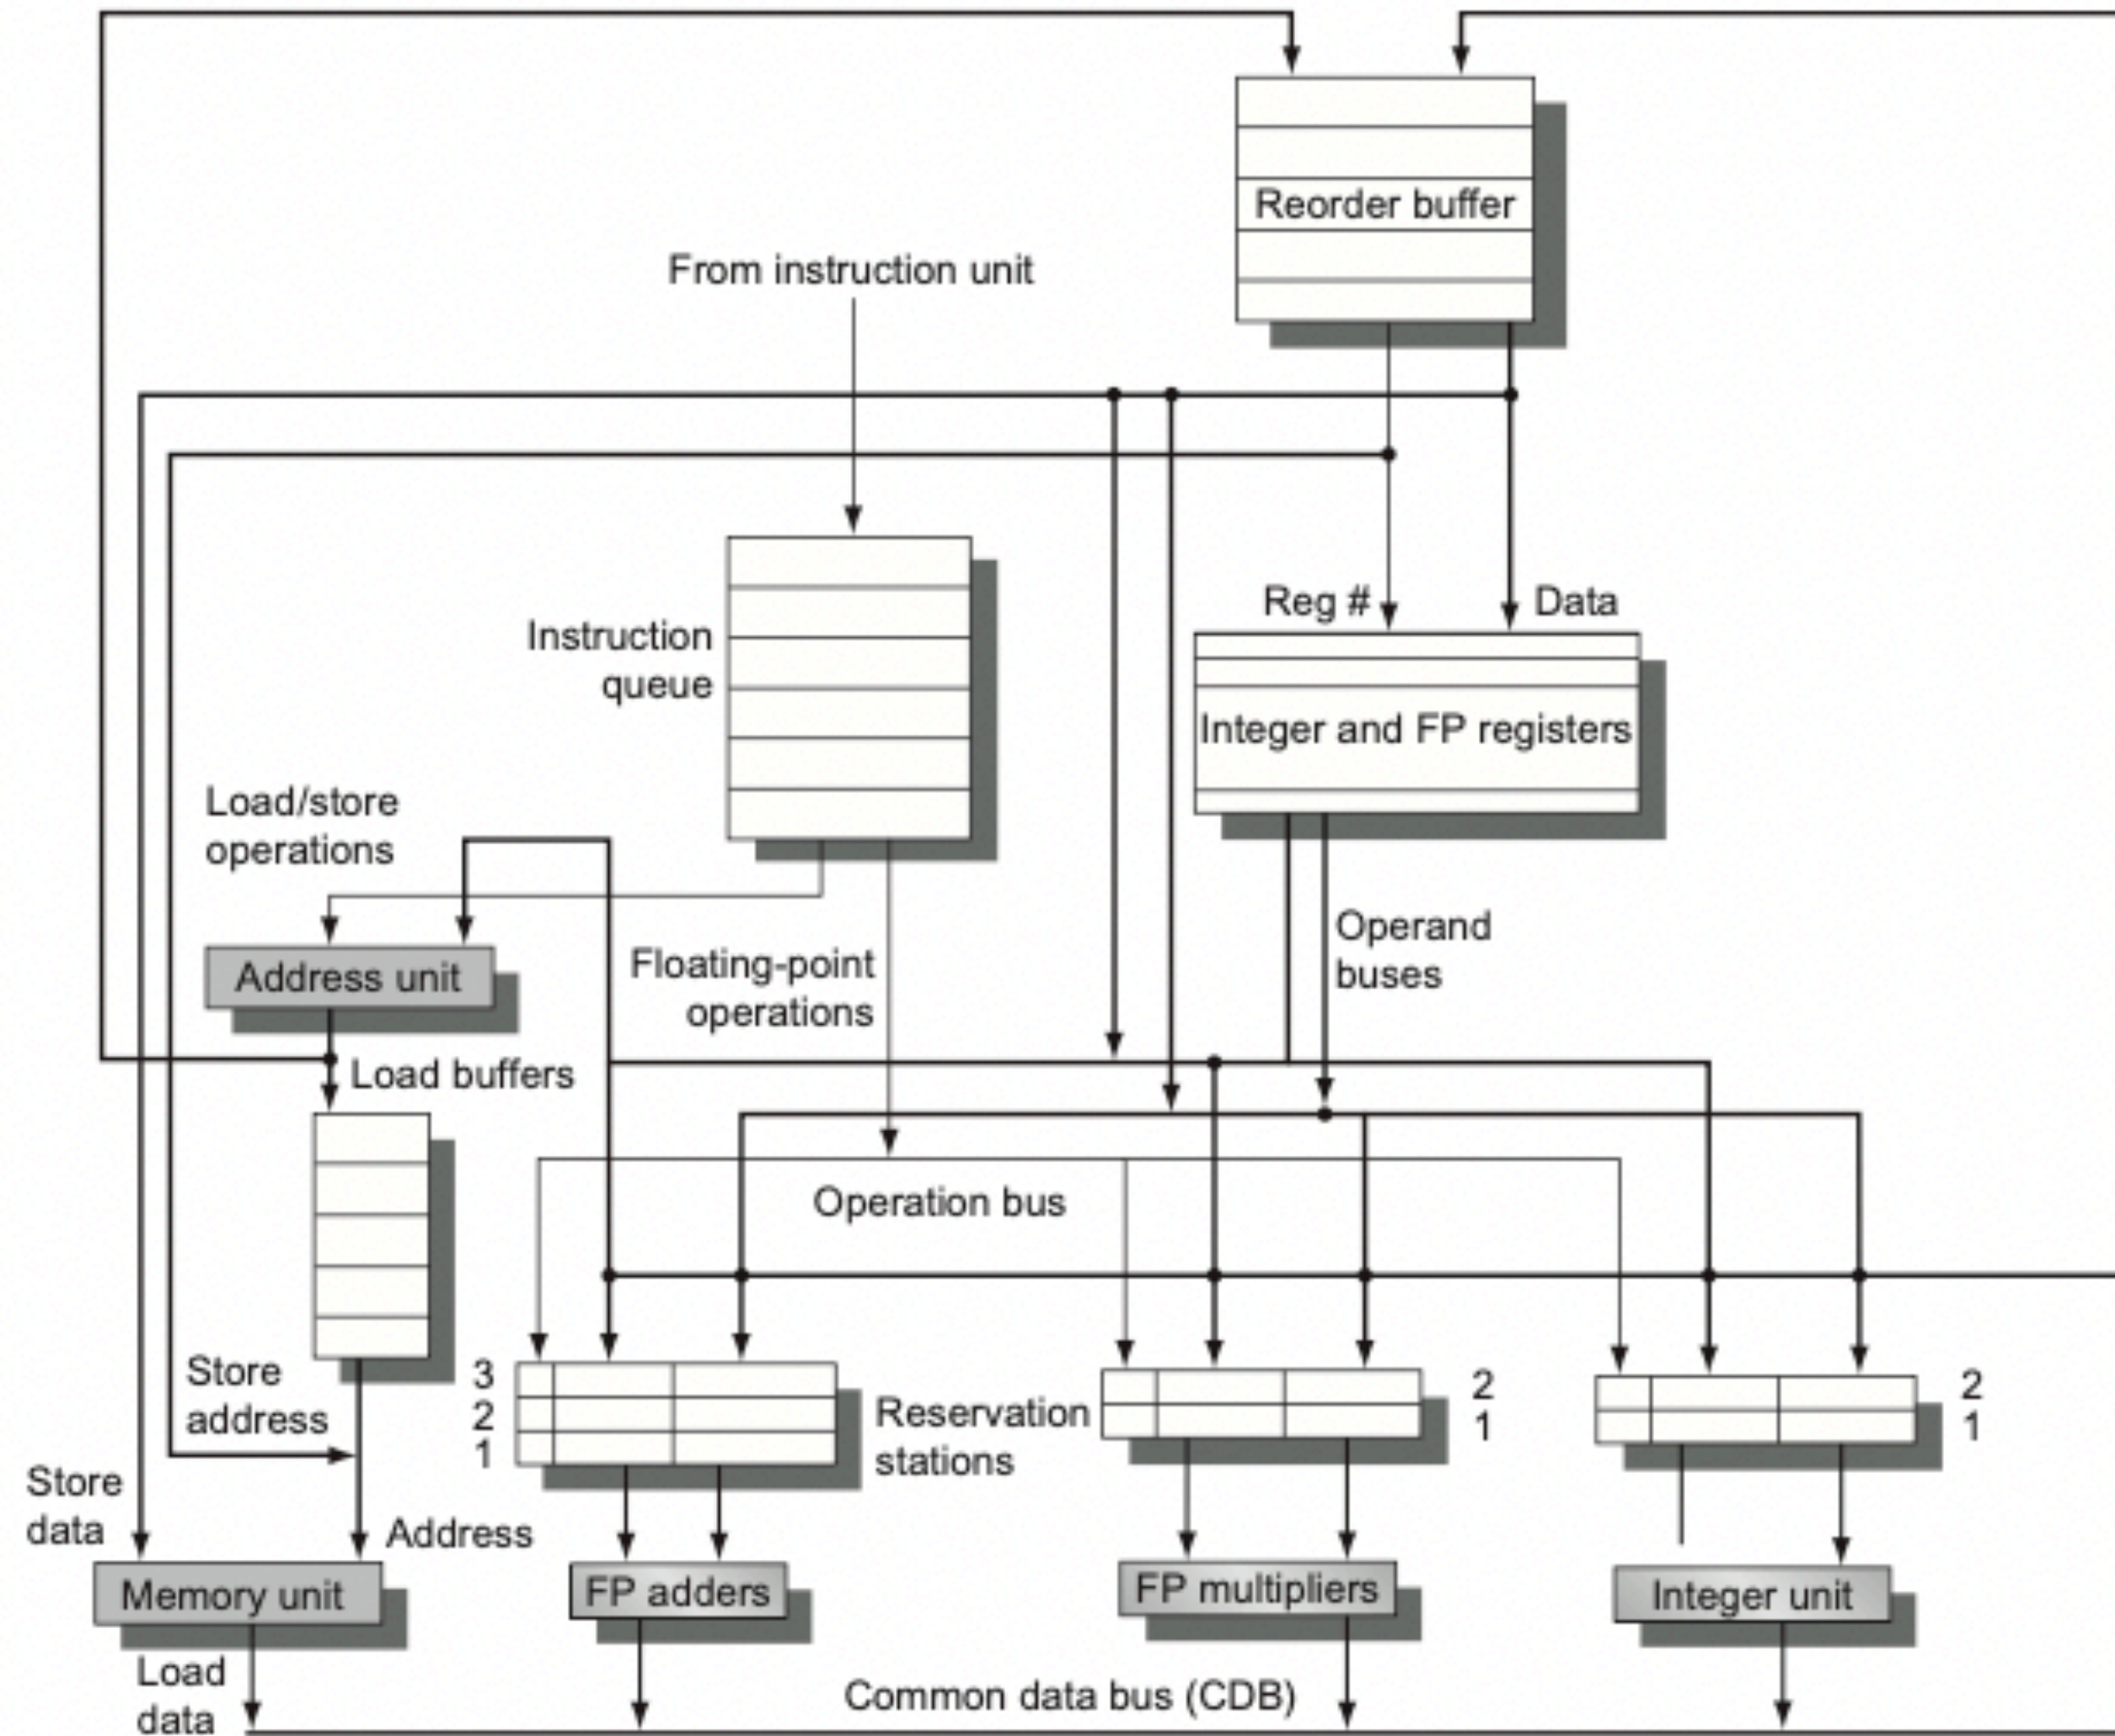 Reorder buffer
From instruction unit
Reg #
Data
Instruction
queue
Integer and FP registers
Load/store
operations
Operand
buses
Address unit
Floating-point
operations
Load buffers
Operation bus
Store
address
3
2
1
Reservation
stations
2
1
2
1
Store
data
Address
Memory unit
FP adders
FP multipliers
Integer unit
Load
data
Common data bus (CDB)